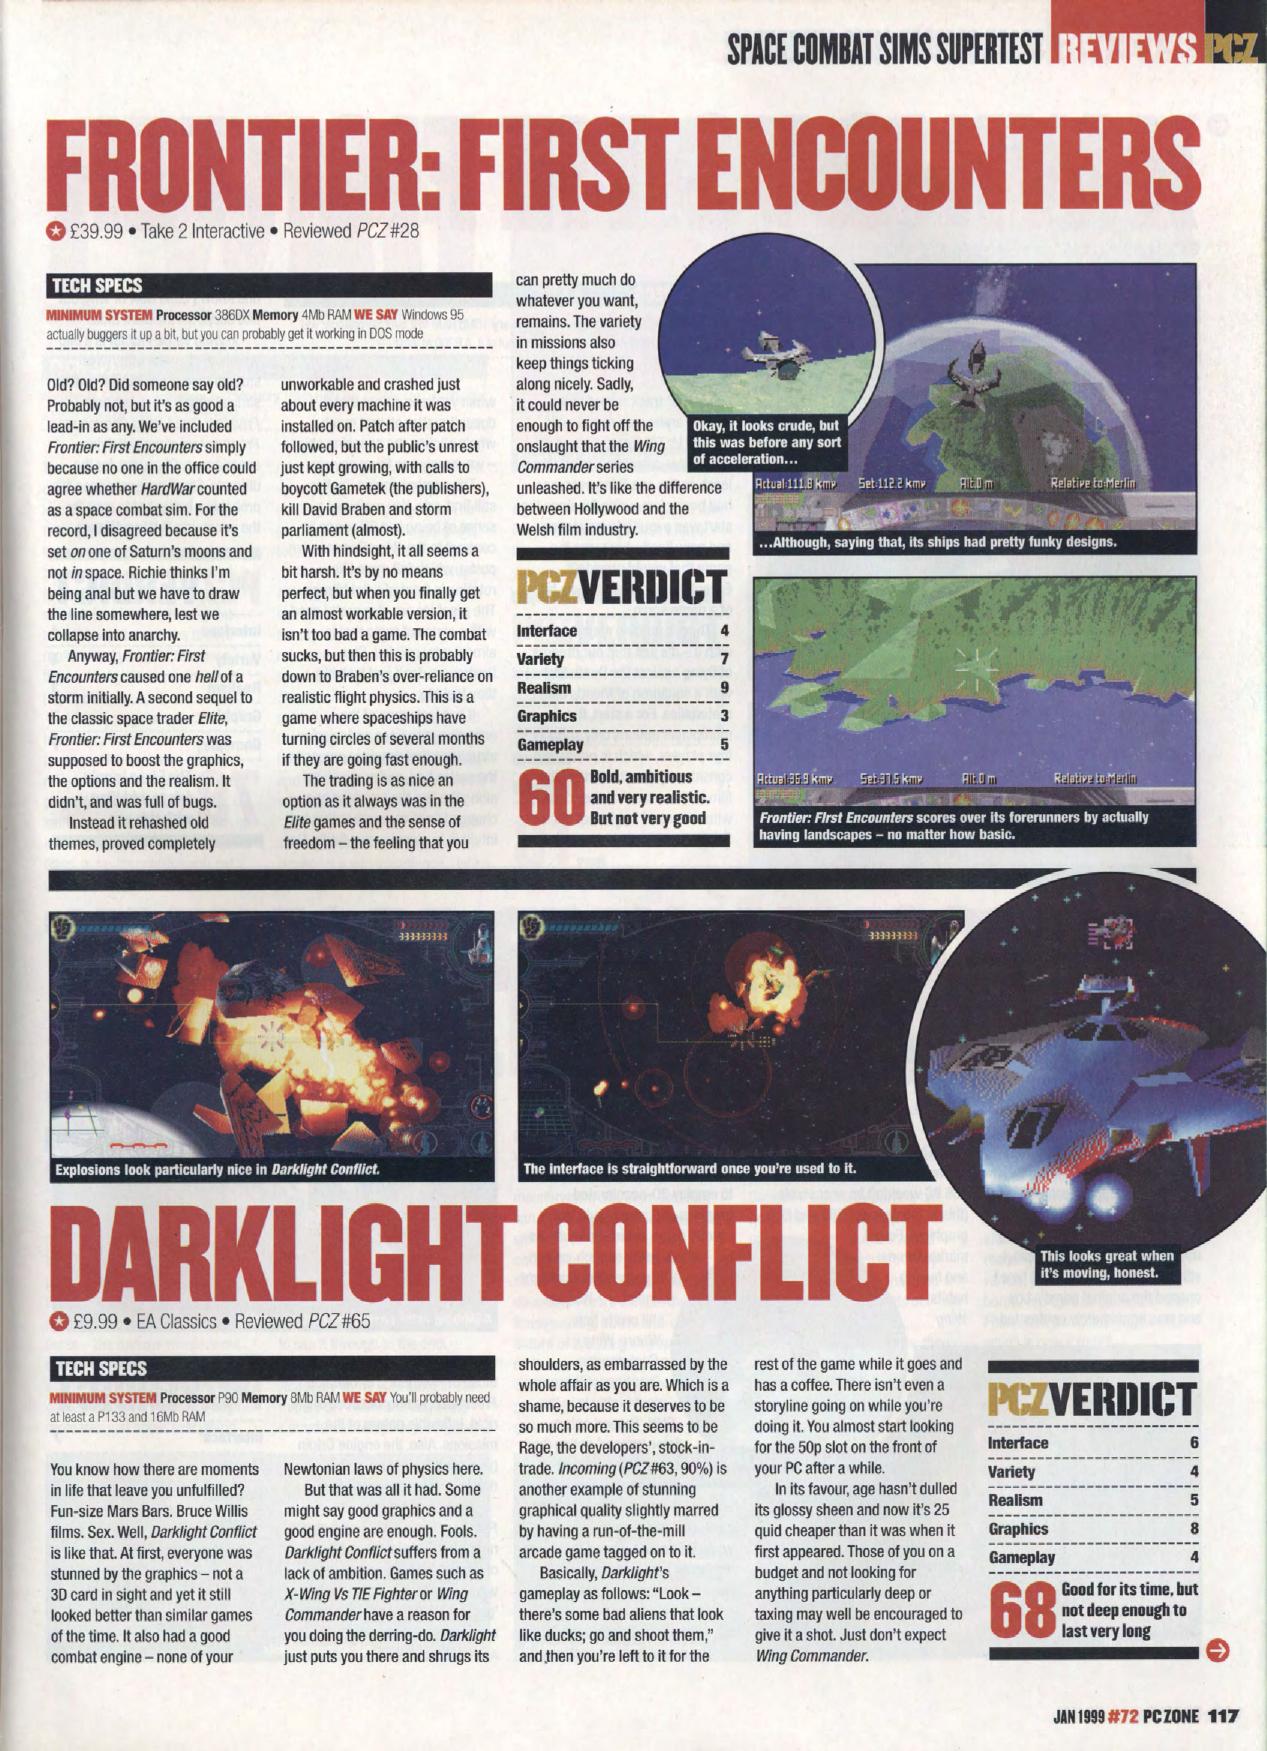 SPACE COMBAT SIMS SUPERTEST REVIEWS PCZ
FRONTIER: FIRST ENCOUNTERS
£39.99 • Take 2 Interactive • Reviewed PCZ #28
TECH SPECS
MINIMUM SYSTEM Processor 386DX Memory 4Mb RAM WE SAY Windows 95
actually buggers it up a bit, but you can probably get it working in DOS mode
Old? Old? Did someone say old?
Probably not, but it's as good a
lead-in as any. We've included
Frontier: First Encounters simply
because no one in the office could
agree whether HardWar counted
as a space combat sim. For the
record, I disagreed because it's
set on one of Saturn's moons and
not in space. Richie thinks I'm
being anal but we have to draw
the line somewhere, lest we
collapse into anarchy.
Anyway, Frontier: First
Encounters caused one hell of a
storm initially. A second sequel to
the classic space trader Elite,
Frontier: First Encounters was
supposed to boost the graphics,
the options and the realism. It
didn't, and was full of bugs.
Instead it rehashed old
themes, proved completely
unworkable and crashed just
about every machine it was
installed on. Patch after patch
followed, but the public's unrest
just kept growing, with calls to
boycott Gametek (the publishers),
kill David Braben and storm
parliament (almost).
With hindsight, it all seems a
bit harsh. It's by no means
perfect, but when you finally get
an almost workable version, it
isn't too bad a game. The combat
sucks, but then this is probably
down to Braben's over-reliance on
realistic flight physics. This is a
game where spaceships have
turning circles of several months
if they are going fast enough.
The trading is as nice an
option as it always was in the
Elite games and the sense of
freedom – the feeling that you
can pretty much do
whatever you want,
remains. The variety
in missions also
keep things ticking
along nicely. Sadly,
it could never be
enough to fight off the
onslaught that the Wing
Commander series
unleashed. It's like the difference
between Hollywood and the
Welsh film industry.
PCZVERDICT
Interface 4
Variety 7
Realism 9
Graphics 3
Gameplay 5
60 Bold, ambitious
and very realistic.
But not very good
Okay, it looks crude, but
this was before any sort
of acceleration...
Actual:111.8 kmv Set:112.2 kmv Alt:0 m Relative to:Merlin
...Although, saying that, its ships had pretty funky designs.
Actual:36.9 kmv Set:37.5 kmv Alt:0 m Relative to:Merlin
Frontier: First Encounters scores over its forerunners by actually
having landscapes – no matter how basic.
Explosions look particularly nice in Darklight Conflict.
The interface is straightforward once you're used to it.
This looks great when
it's moving, honest.
DARKLIGHT CONFLICT
£9.99 • EA Classics • Reviewed PCZ #65
TECH SPECS
MINIMUM SYSTEM Processor P90 Memory 8Mb RAM WE SAY You'll probably need
at least a P133 and 16Mb RAM
You know how there are moments
in life that leave you unfulfilled?
Fun-size Mars Bars. Bruce Willis
films. Sex. Well, Darklight Conflict
is like that. At first, everyone was
stunned by the graphics – not a
3D card in sight and yet it still
looked better than similar games
of the time. It also had a good
combat engine – none of your
Newtonian laws of physics here.
But that was all it had. Some
might say good graphics and a
good engine are enough. Fools.
Darklight Conflict suffers from a
lack of ambition. Games such as
X-Wing Vs TIE Fighter or Wing
Commander have a reason for
you doing the derring-do. Darklight
just puts you there and shrugs its
shoulders, as embarrassed by the
whole affair as you are. Which is a
shame, because it deserves to be
so much more. This seems to be
Rage, the developers', stock-in-
trade. Incoming (PCZ #63, 90%) is
another example of stunning
graphical quality slightly marred
by having a run-of-the-mill
arcade game tagged on to it.
Basically, Darklight's
gameplay as follows: "Look –
there's some bad aliens that look
like ducks; go and shoot them,"
and then you're left to it for the
rest of the game while it goes and
has a coffee. There isn't even a
storyline going on while you're
doing it. You almost start looking
for the 50p slot on the front of
your PC after a while.
In its favour, age hasn't dulled
its glossy sheen and now it's 25
quid cheaper than it was when it
first appeared. Those of you on a
budget and not looking for
anything particularly deep or
taxing may well be encouraged to
give it a shot. Just don't expect
Wing Commander.
PCZVERDICT
Interface 6
Variety 4
Realism 5
Graphics 8
Gameplay 4
68 Good for its time, but
not deep enough to
last very long
JAN 1999 #72 PC ZONE 117